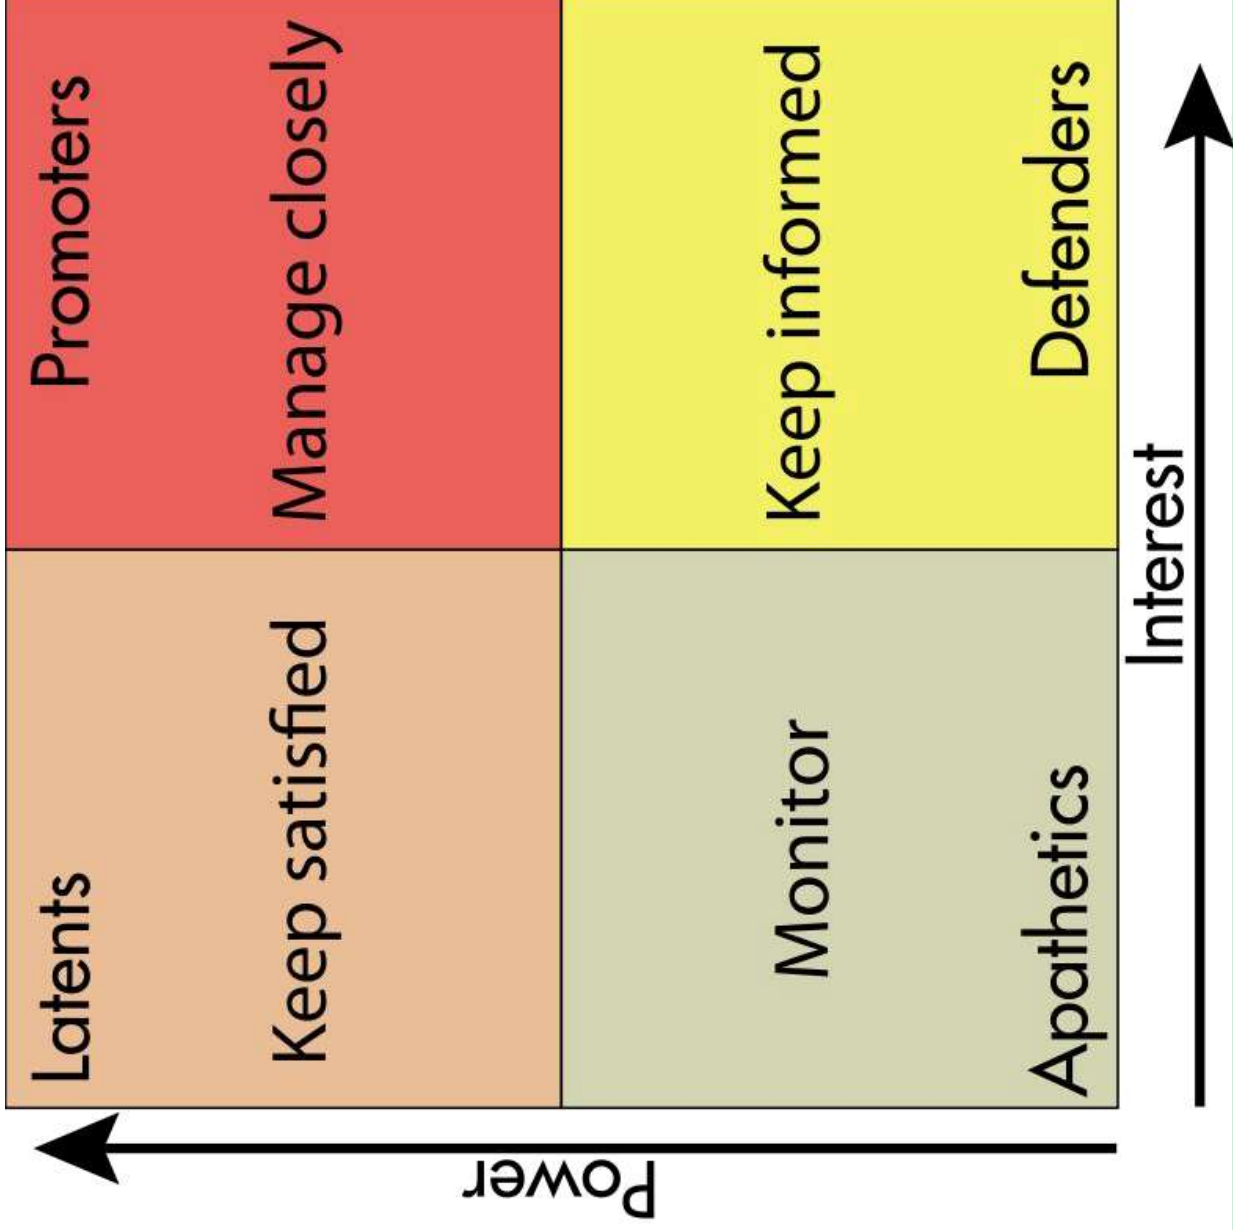 Latents
Promoters
Keep satisfied
Manage closely
Power
Monitor
Keep informed
Apathetics
Defenders
Interest